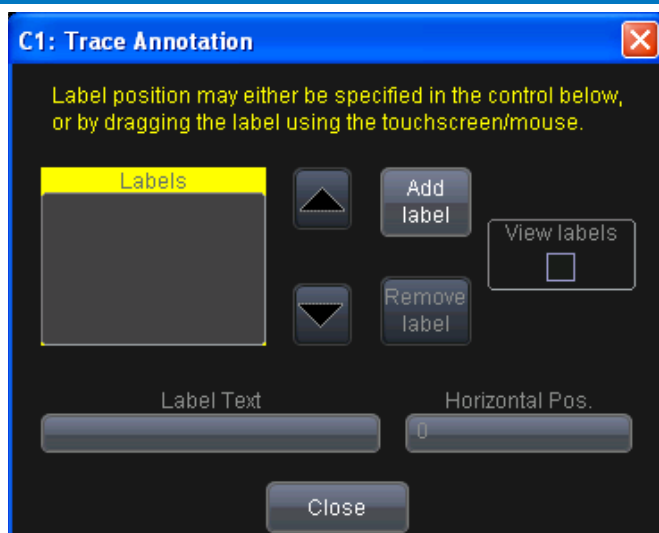 C1: Trace Annotation
Label position may either be specified in the control below,
or by dragging the label using the touchscreen/mouse.
Labels
Add
label
View labels
Remove
label
Label Text
Horizontal Pos.
0
Close